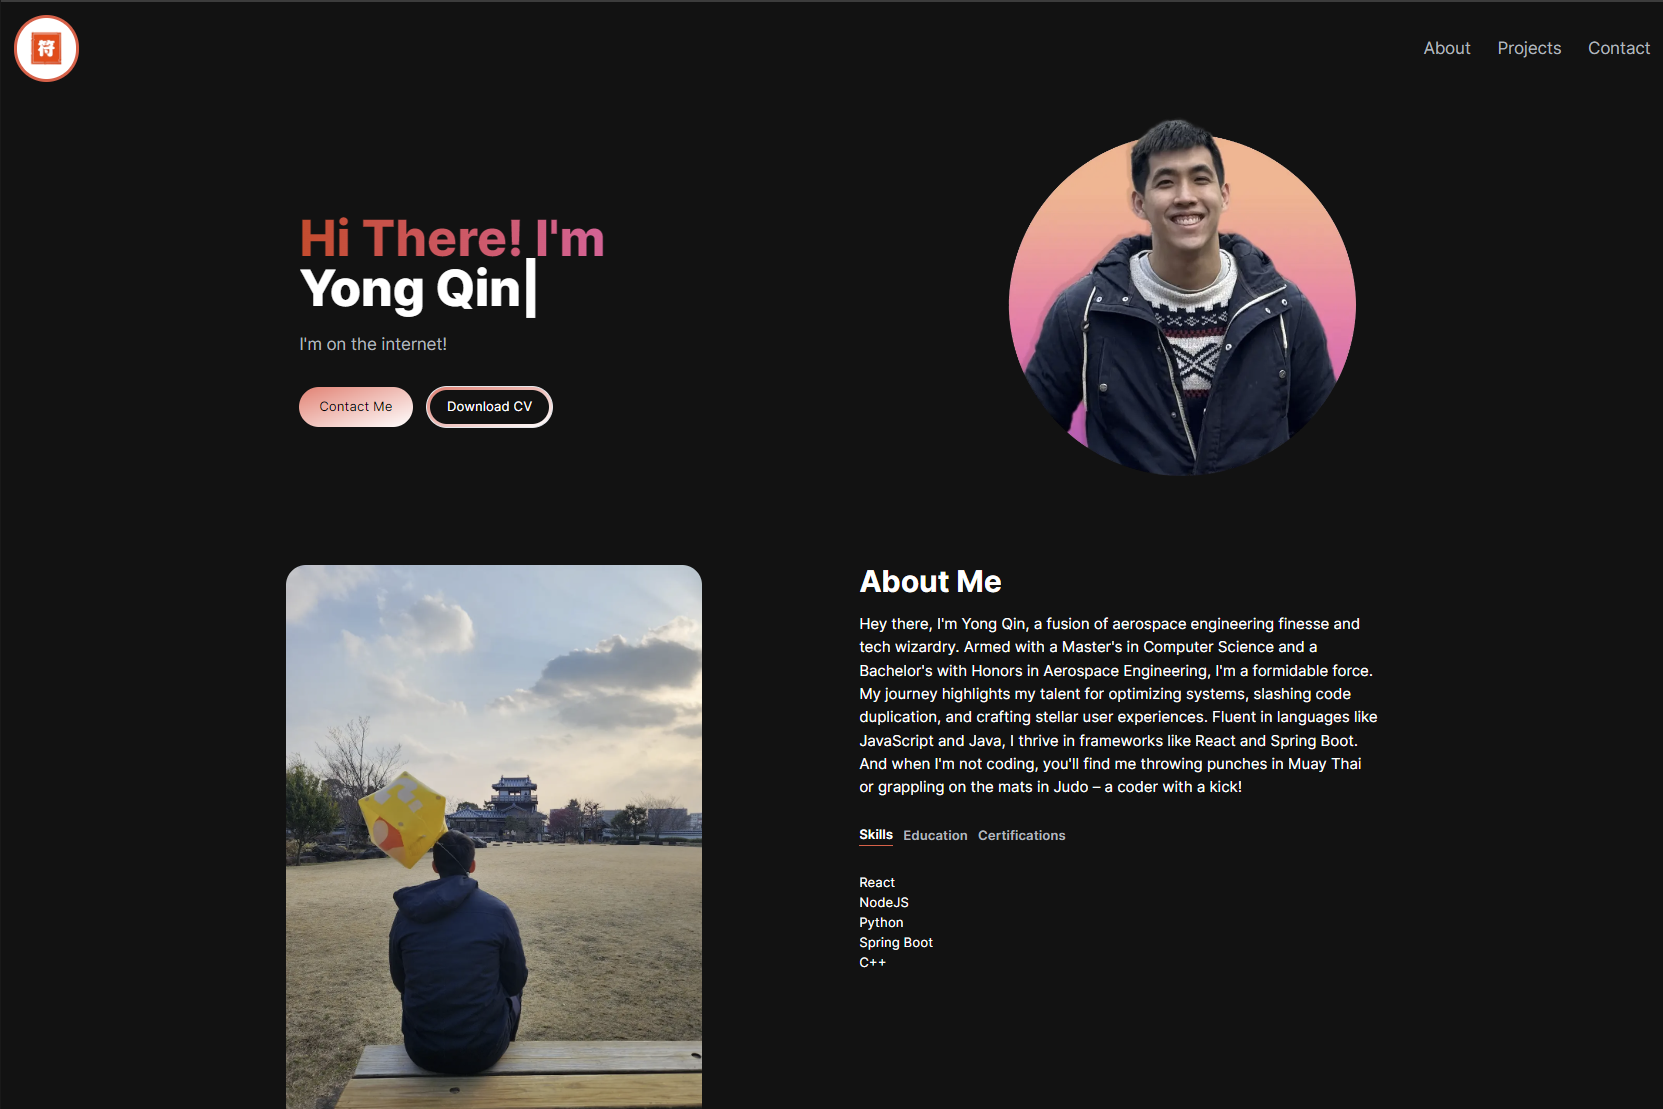 符
About Projects Contact
Hi There! I'm
Yong Qin
I'm on the internet!
Contact Me Download CV
About Me
Hey there, I'm Yong Qin, a fusion of aerospace engineering finesse and
tech wizardry. Armed with a Master's in Computer Science and a
Bachelor's with Honors in Aerospace Engineering, I'm a formidable force.
My journey highlights my talent for optimizing systems, slashing code
duplication, and crafting stellar user experiences. Fluent in languages like
JavaScript and Java, I thrive in frameworks like React and Spring Boot.
And when I'm not coding, you'll find me throwing punches in Muay Thai
or grappling on the mats in Judo – a coder with a kick!
Skills Education Certifications
React
NodeJS
Python
Spring Boot
C++